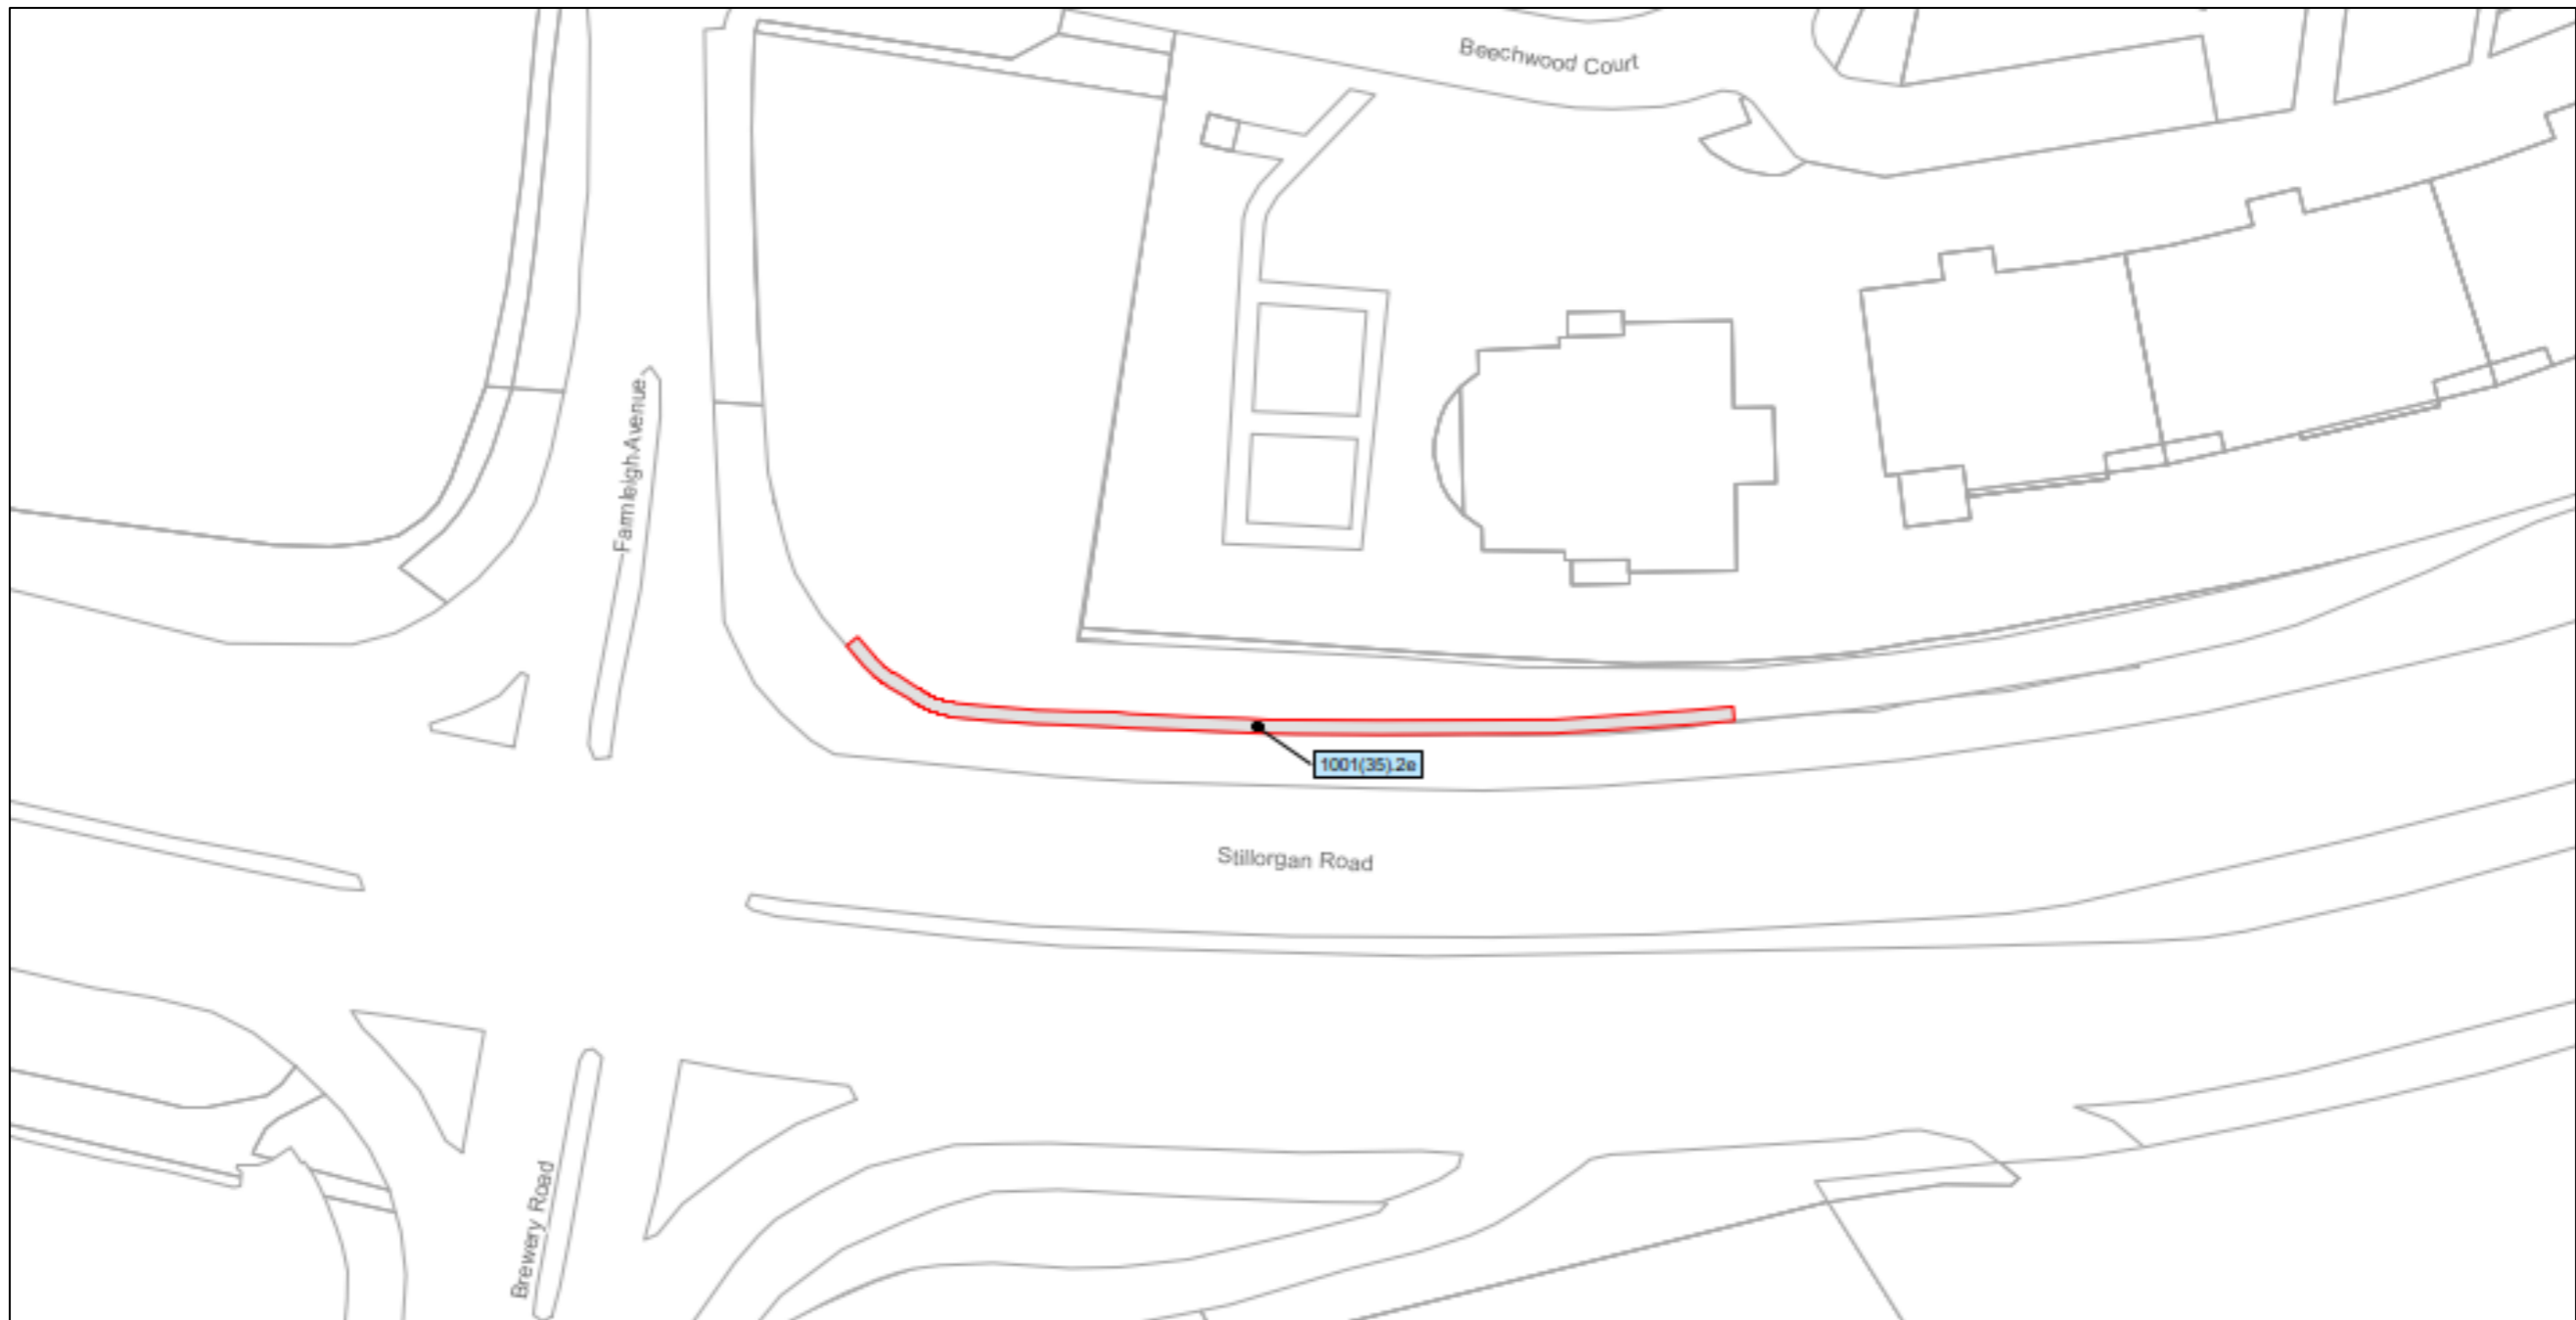 Beechwood Court
Farmleigh Avenue
1001(35).2e
Stillorgan Road
Brewery Road